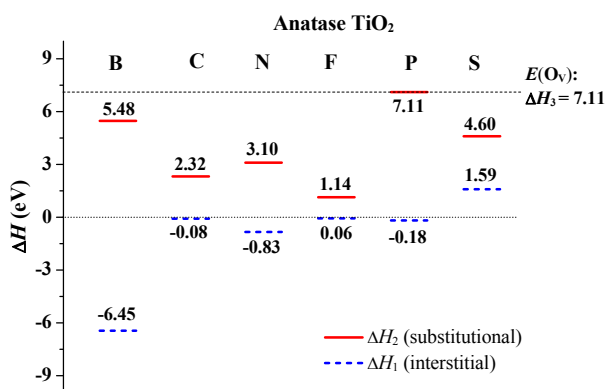 Anatase TiO₂
B C N F P S
E(Oᵥ):
ΔH₃ = 7.11
9
6
3
0
-3
-6
-9
ΔH (eV)
5.48
2.32
3.10
1.14
7.11
4.60
-6.45
-0.08
-0.83
0.06
-0.18
1.59
ΔH₂ (substitutional)
ΔH₁ (interstitial)